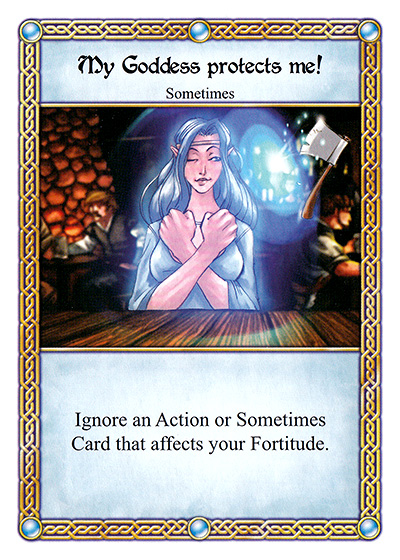 My Goddess protects me!
Sometimes
Ignore an Action or Sometimes
Card that affects your Fortitude.